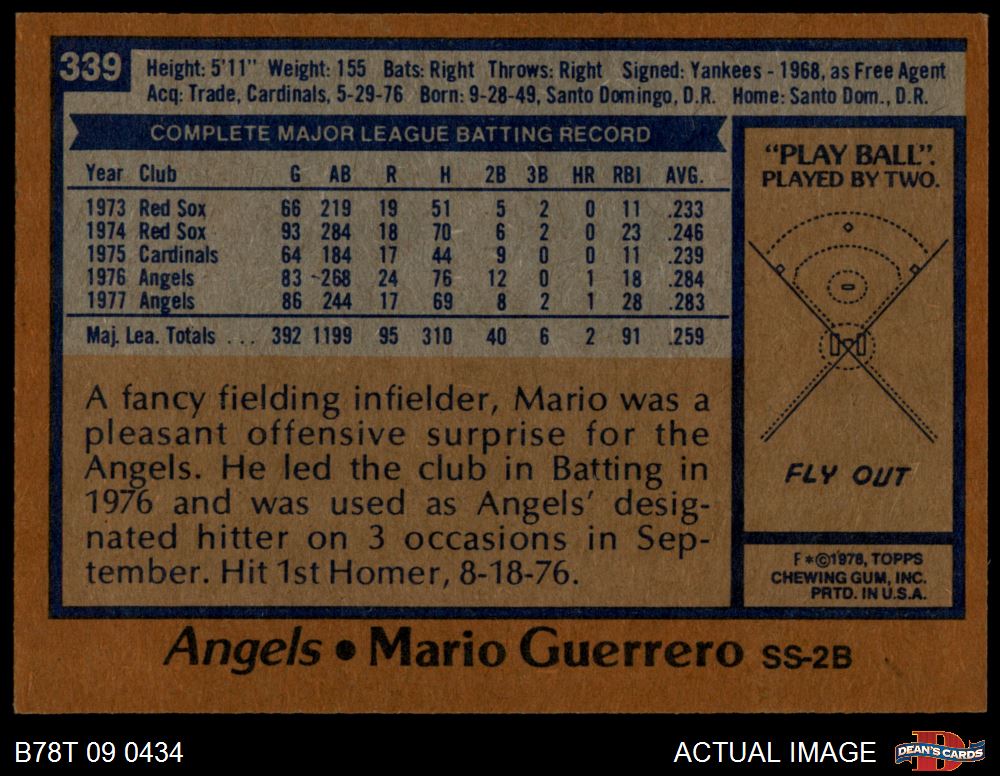 339
Height: 5'11" Weight: 155 Bats: Right Throws: Right Signed: Yankees - 1968, as Free Agent
Acq: Trade, Cardinals, 5-29-76 Born: 9-28-49, Santo Domingo, D.R. Home: Santo Dom., D.R.
COMPLETE MAJOR LEAGUE BATTING RECORD
Year Club G AB R H 2B 3B HR RBI AVG.
1973 Red Sox 66 219 19 51 5 2 0 11 .233
1974 Red Sox 93 284 18 70 6 2 0 23 .246
1975 Cardinals 64 184 17 44 9 0 0 11 .239
1976 Angels 83 268 24 76 12 0 1 18 .284
1977 Angels 86 244 17 69 8 2 1 28 .283
Maj. Lea. Totals ... 392 1199 95 310 40 6 2 91 .259
A fancy fielding infielder, Mario was a
pleasant offensive surprise for the
Angels. He led the club in Batting in
1976 and was used as Angels' desig-
nated hitter on 3 occasions in Sep-
tember. Hit 1st Homer, 8-18-76.
"PLAY BALL".
PLAYED BY TWO.
FLY OUT
F*©1978, TOPPS
CHEWING GUM, INC.
PRTD. IN U.S.A.
Angels • Mario Guerrero SS-2B
B78T 09 0434
ACTUAL IMAGE
DEAN'S CARDS